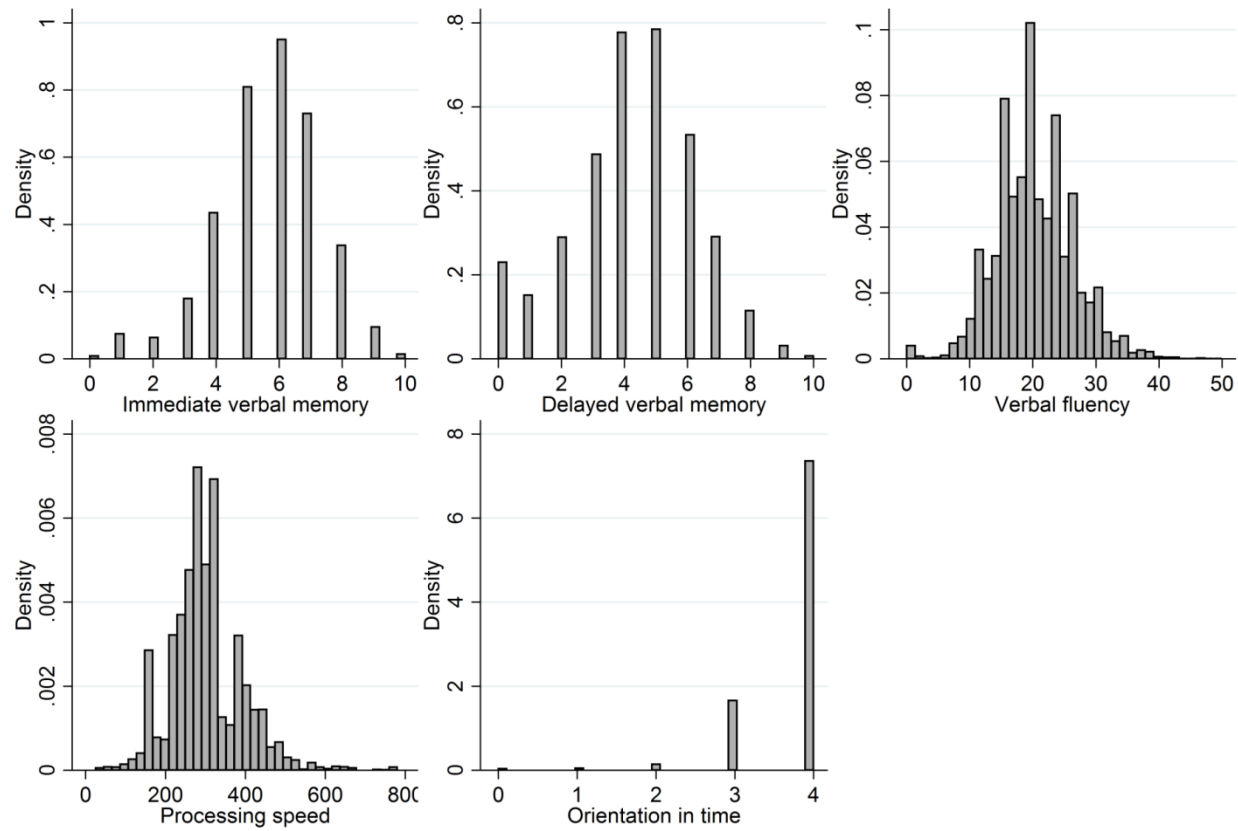 Density
0 .2 .4 .6 .8 1
0 2 4 6 8 10
Immediate verbal memory
Density
0 .2 .4 .6 .8
0 2 4 6 8 10
Delayed verbal memory
Density
0 .02 .04 .06 .08 .1
0 10 20 30 40 50
Verbal fluency
Density
0 .002 .004 .006 .008
0 200 400 600 800
Processing speed
Density
0 2 4 6 8
0 1 2 3 4
Orientation in time